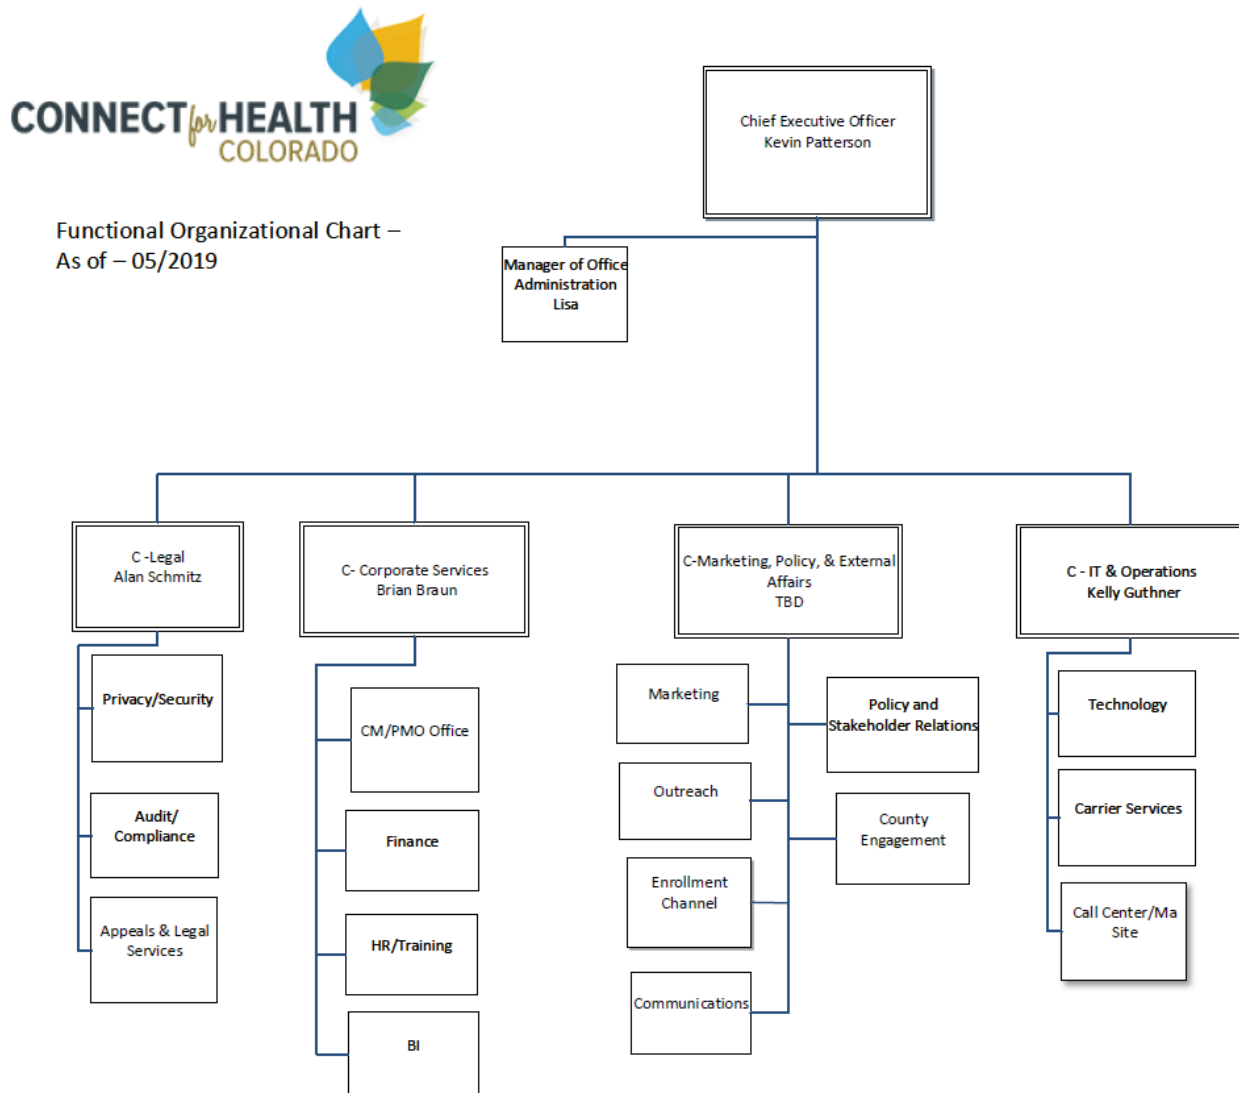 CONNECT for HEALTH
COLORADO
Functional Organizational Chart –
As of – 05/2019
Chief Executive Officer
Kevin Patterson
Manager of Office
Administration
Lisa
C -Legal
Alan Schmitz
C- Corporate Services
Brian Braun
C-Marketing, Policy, & External
Affairs
TBD
C - IT & Operations
Kelly Guthner
Privacy/Security
Audit/
Compliance
Appeals & Legal
Services
CM/PMO Office
Finance
HR/Training
BI
Marketing
Outreach
Enrollment
Channel
Communications
Policy and
Stakeholder Relations
County
Engagement
Technology
Carrier Services
Call Center/Ma
Site